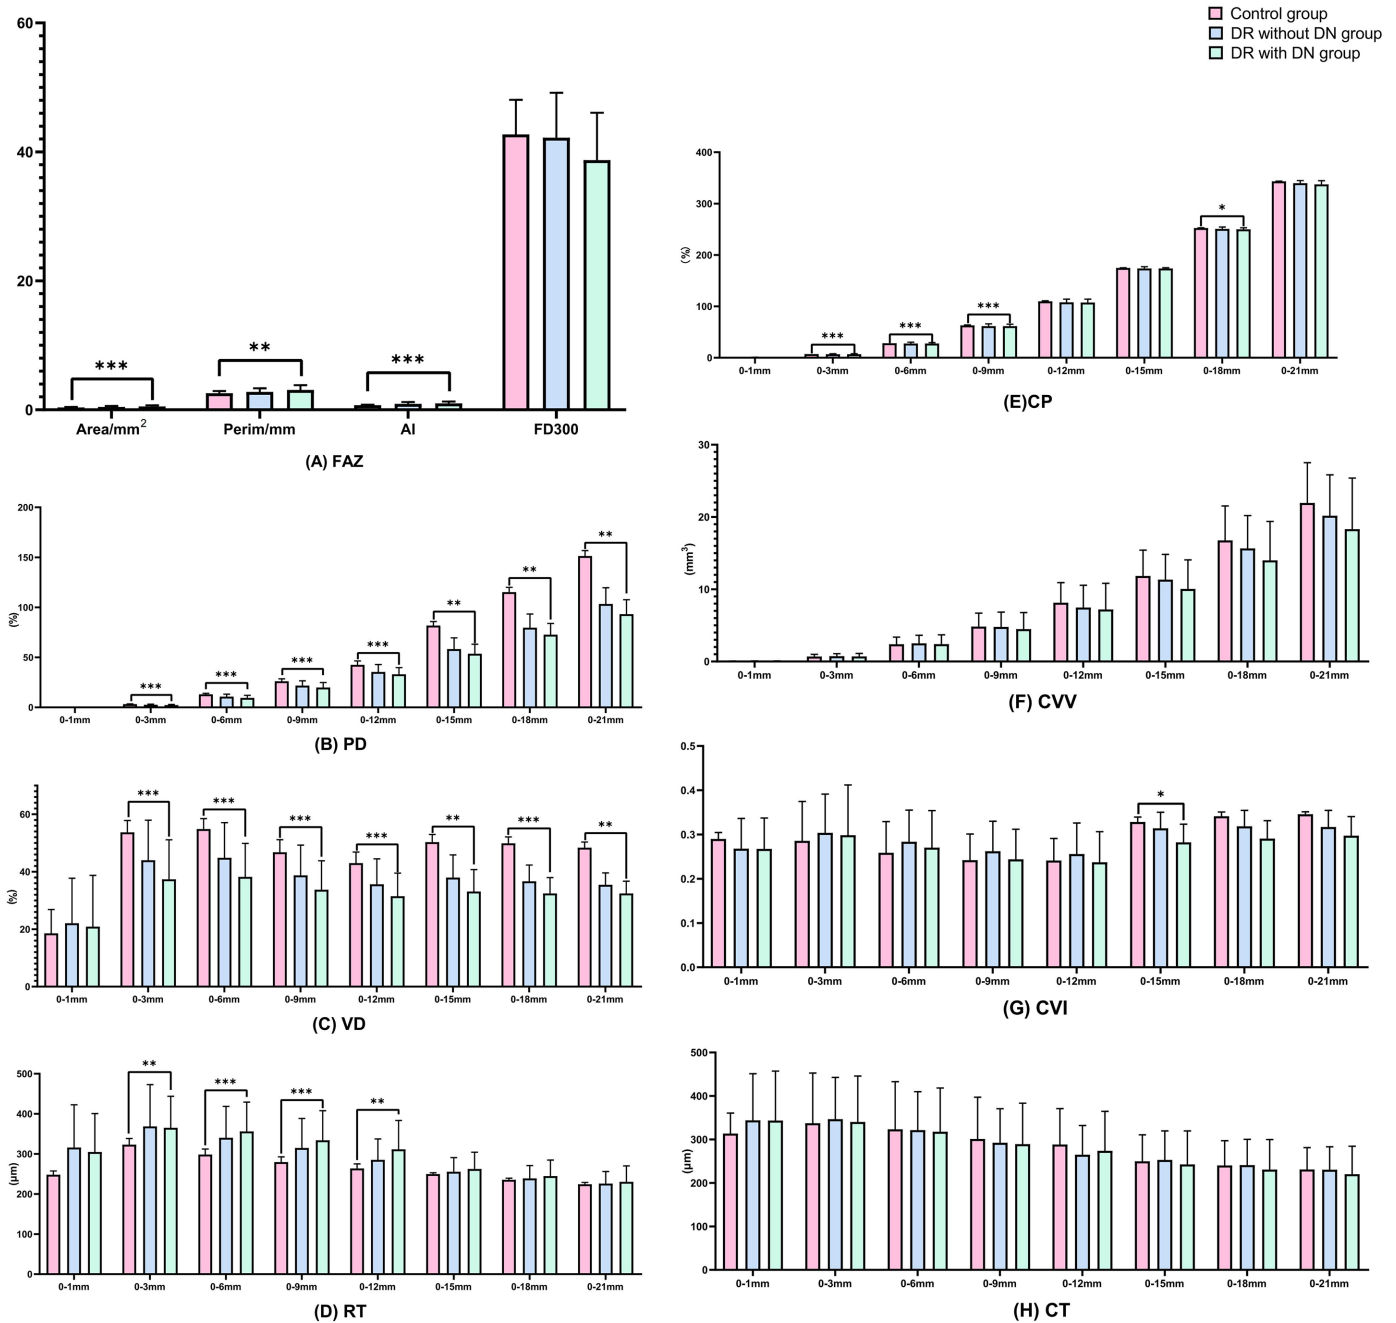 Control group
DR without DN group
DR with DN group
60
40
20
0
***
**
***
Area/mm2
Perim/mm
AI
FD300
(A) FAZ
200
150
100
50
0
(%)
***
***
***
***
**
**
**
0-1mm
0-3mm
0-6mm
0-9mm
0-12mm
0-15mm
0-18mm
0-21mm
(B) PD
60
40
20
0
(%)
***
***
***
***
**
***
**
0-1mm
0-3mm
0-6mm
0-9mm
0-12mm
0-15mm
0-18mm
0-21mm
(C) VD
500
400
300
200
100
0
(μm)
**
***
***
**
0-1mm
0-3mm
0-6mm
0-9mm
0-12mm
0-15mm
0-18mm
0-21mm
(D) RT
400
300
200
100
0
(%)
***
***
***
*
0-1mm
0-3mm
0-6mm
0-9mm
0-12mm
0-15mm
0-18mm
0-21mm
(E)CP
30
20
10
0
(mm3)
0-1mm
0-3mm
0-6mm
0-9mm
0-12mm
0-15mm
0-18mm
0-21mm
(F) CVV
0.5
0.4
0.3
0.2
0.1
0.0
*
0-1mm
0-3mm
0-6mm
0-9mm
0-12mm
0-15mm
0-18mm
0-21mm
(G) CVI
500
400
300
200
100
0
(μm)
0-1mm
0-3mm
0-6mm
0-9mm
0-12mm
0-15mm
0-18mm
0-21mm
(H) CT